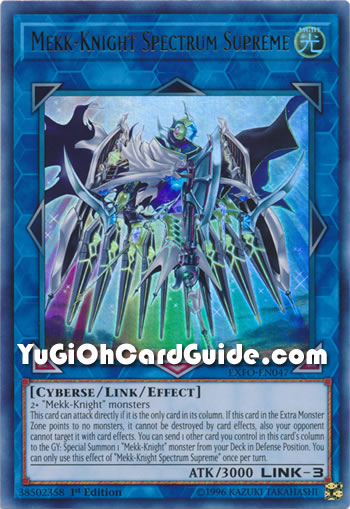 MEKK-KNIGHT SPECTRUM SUPREME
LIGHT
光
YuGiOhCardGuide.com
EXFO-EN047
[CYBERSE/LINK/EFFECT]
2+ "Mekk-Knight" monsters
This card can attack directly if it is the only card in its column. If this card in the Extra Monster
Zone points to no monsters, it cannot be destroyed by card effects, also your opponent
cannot target it with card effects. You can send 1 other card you control in this card's column
to the GY: Special Summon 1 "Mekk-Knight" monster from your Deck in Defense Position. You
can only use this effect of "Mekk-Knight Spectrum Supreme" once per turn.
ATK/3000 LINK-3
38502358 1st Edition ©1996 KAZUKI TAKAHASHI